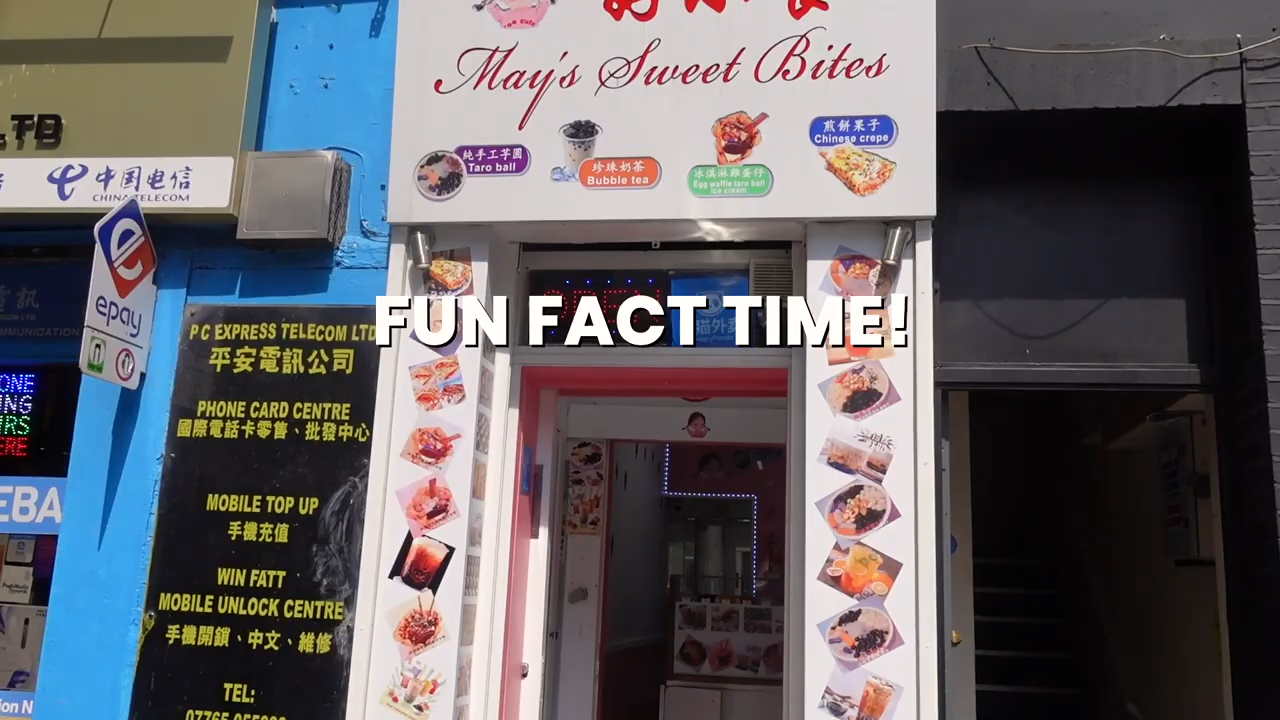 May's Sweet Bites
純手工芋圓
Taro ball
珍珠奶茶
Bubble tea
冰淇淋雞蛋仔
Egg waffle taro ball
ice cream
煎餅果子
Chinese crepe
LTD
中国电信
CHINA TELECOM
epay
FUN FACT TIME!
P C EXPRESS TELECOM LTD
平安電訊公司
PHONE CARD CENTRE
國際電話卡零售、批發中心
MOBILE TOP UP
手機充值
WIN FATT
MOBILE UNLOCK CENTRE
手機開鎖、中文、維修
TEL:
OPEN